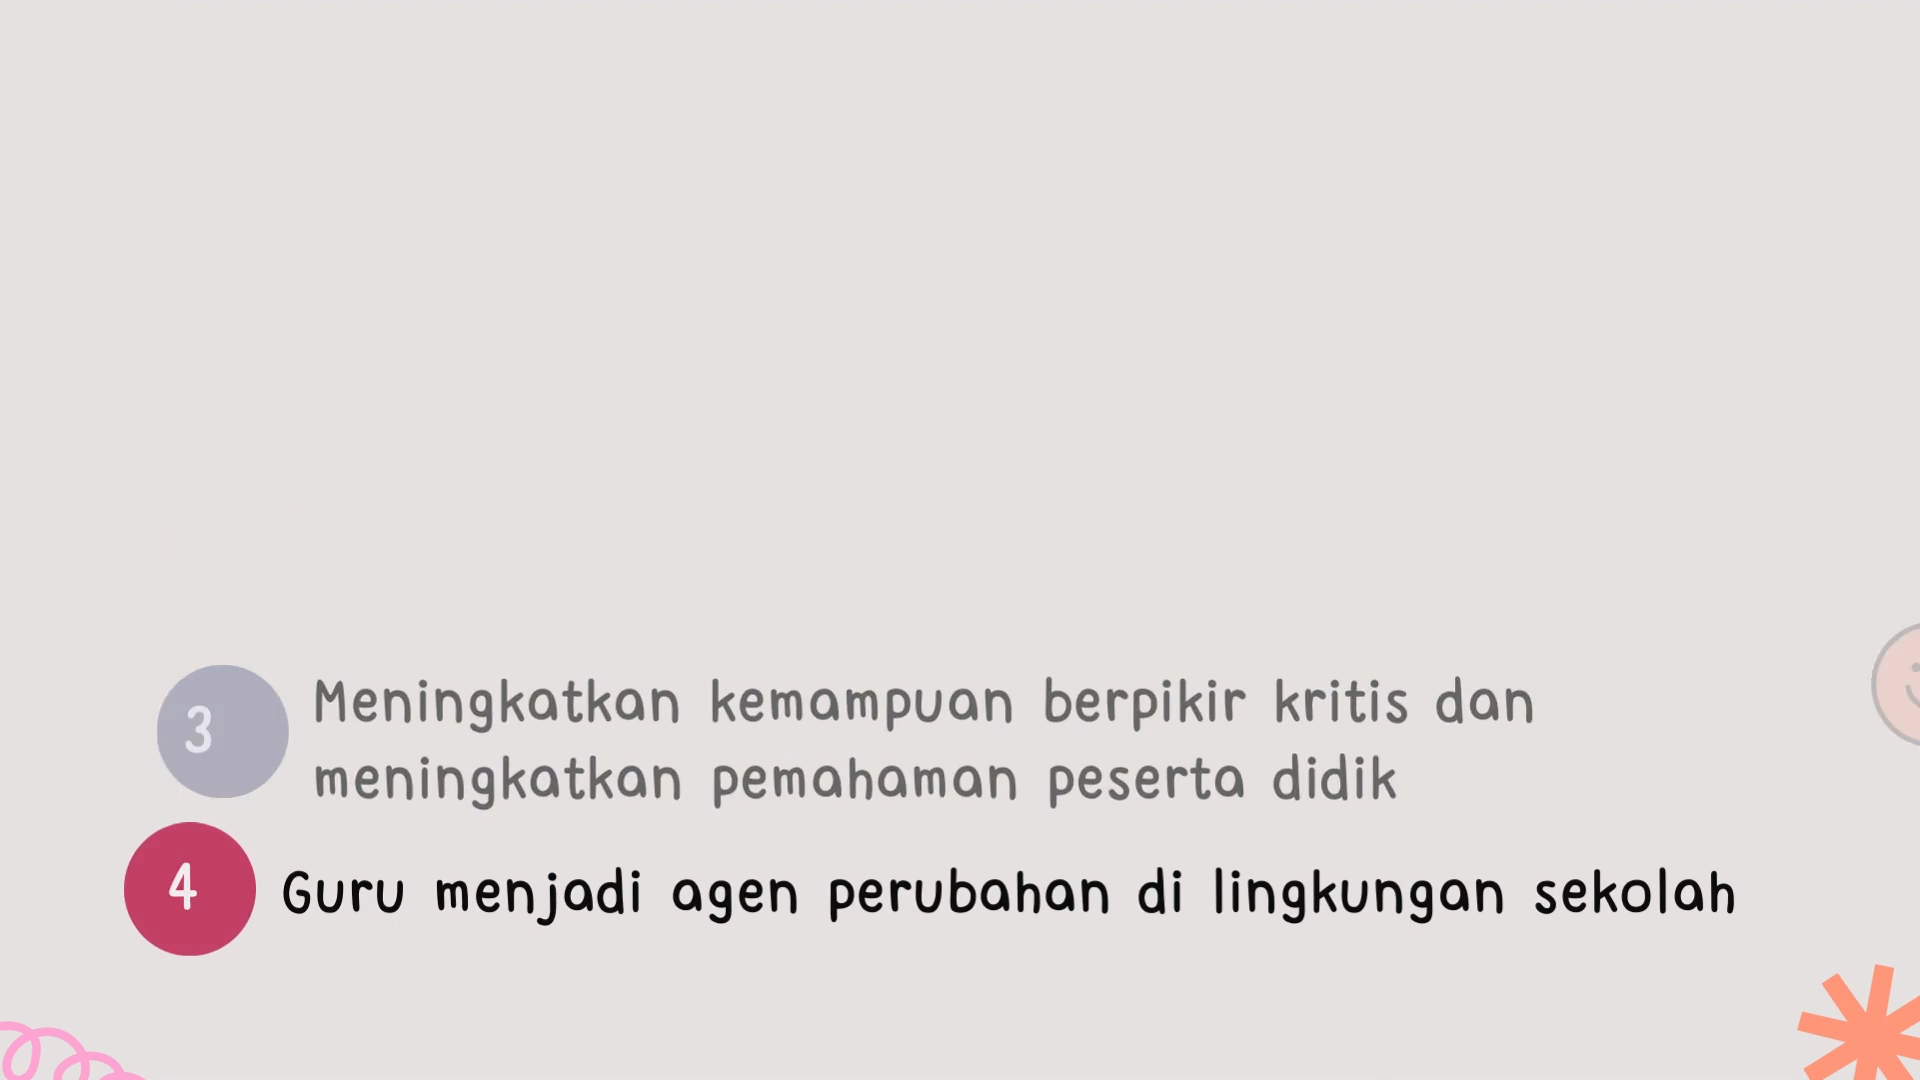 3 Meningkatkan kemampuan berpikir kritis dan
meningkatkan pemahaman peserta didik
4 Guru menjadi agen perubahan di lingkungan sekolah